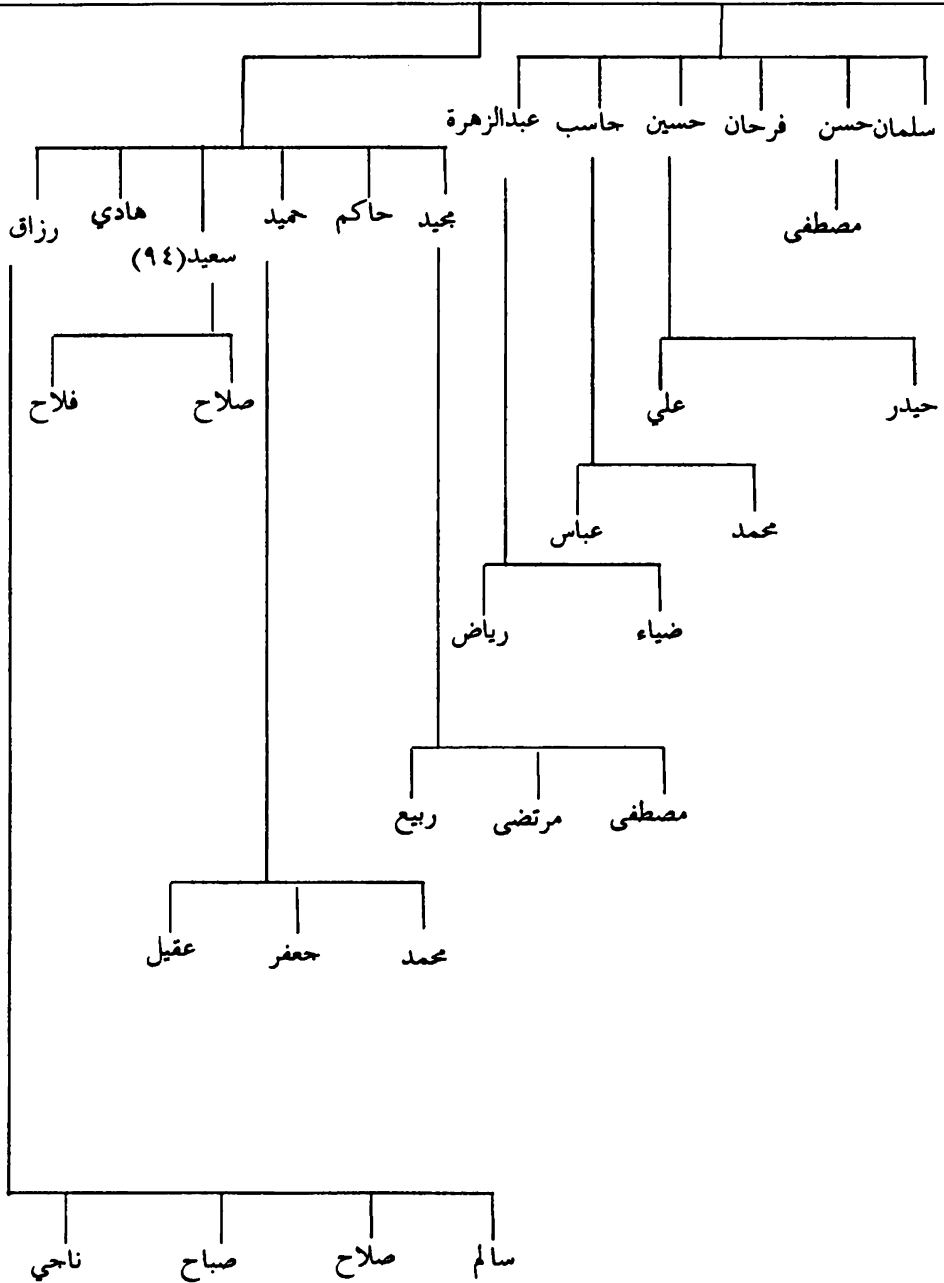 سلمان حسن فرحان حسين حاسب عبدالزهرة
مجيد حاكم حميد هادي رزاق
مصطفى
سعيد(٩٤)
حيدر علي صلاح فلاح
محمد عباس
ضياء رياض
مصطفى مرتضى ربيع
محمد جعفر عقيل
سالم صلاح صباح ناجي